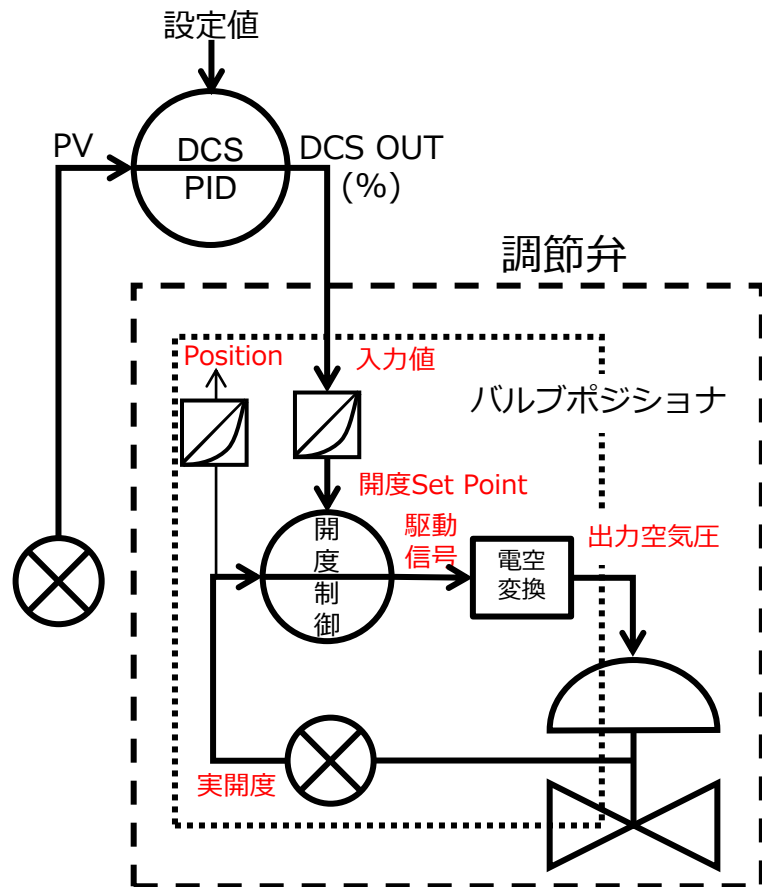 設定値
PV
DCS
PID
DCS OUT
(%)
調節弁
Position
入力値
バルブポジショナ
開度Set Point
開度制御
駆動
信号
電空
変換
出力空気圧
実開度